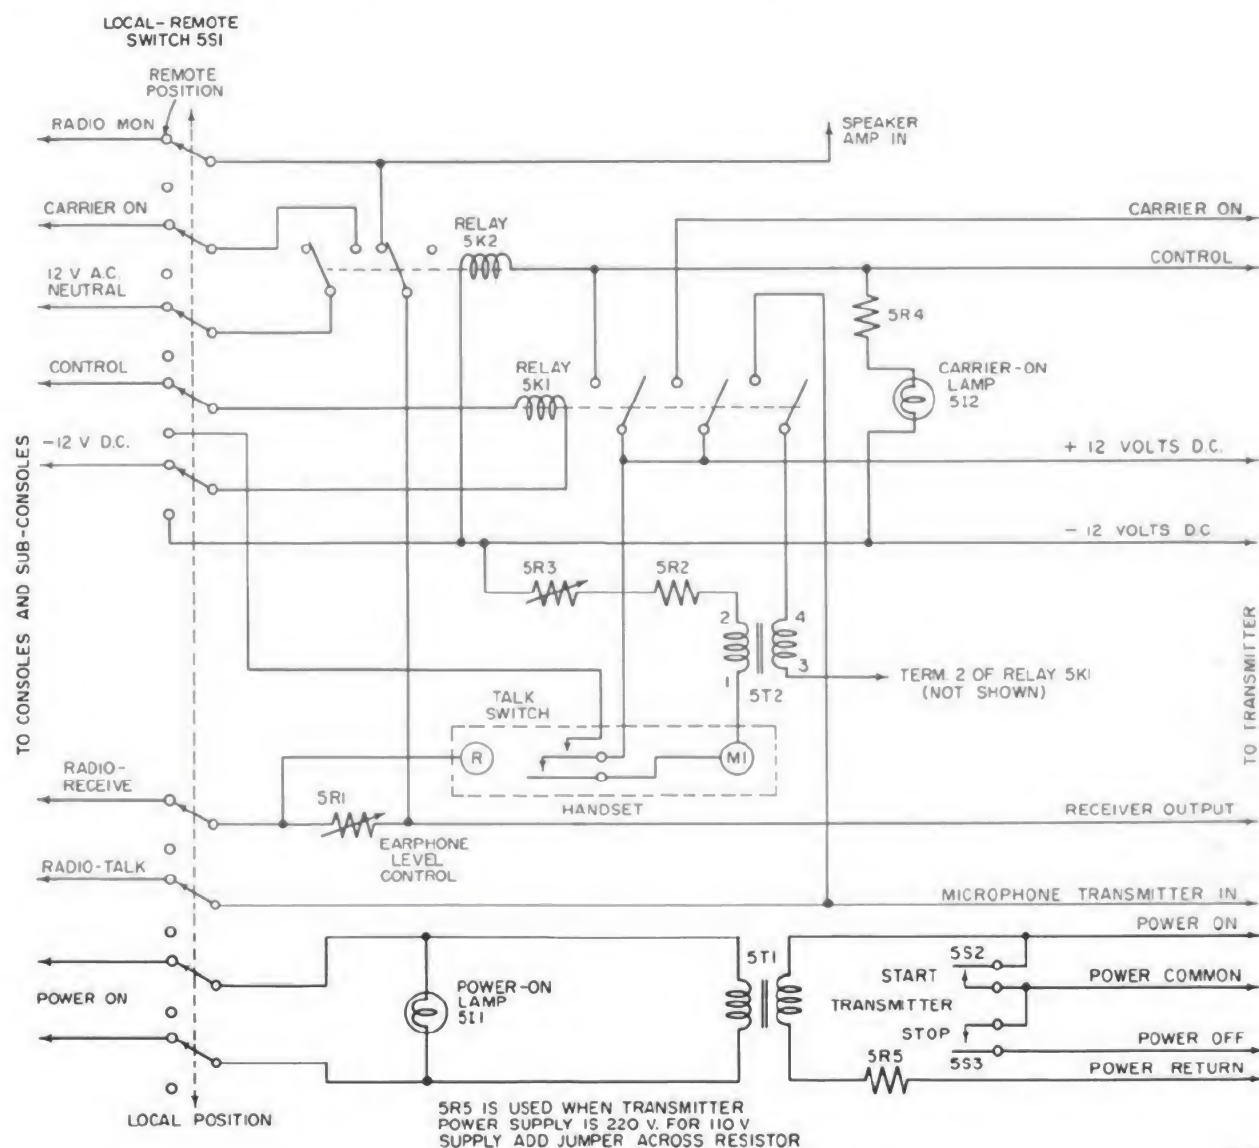 LOCAL-REMOTE
SWITCH 5S1
REMOTE
POSITION
RADIO MON
SPEAKER
AMP IN
CARRIER ON
RELAY
5K2
CARRIER ON
12 V A.C.
NEUTRAL
CONTROL
5R4
CONTROL
RELAY
5K1
CARRIER-ON
LAMP
5I2
-12 V D.C.
+ 12 VOLTS D.C.
- 12 VOLTS D.C
TO CONSOLES AND SUB-CONSOLES
5R3
5R2
2
4
1
3
5T2
TERM. 2 OF RELAY 5K1
(NOT SHOWN)
TO TRANSMITTER
TALK
SWITCH
R
M1
HANDSET
RADIO-
RECEIVE
5R1
EARPHONE
LEVEL
CONTROL
RECEIVER OUTPUT
RADIO-TALK
MICROPHONE TRANSMITTER IN
POWER ON
5T1
5S2
START
POWER COMMON
TRANSMITTER
STOP
POWER OFF
5S3
POWER ON
POWER-ON
LAMP
5I1
5R5
POWER RETURN
LOCAL POSITION
5R5 IS USED WHEN TRANSMITTER
POWER SUPPLY IS 220 V. FOR 110 V
SUPPLY ADD JUMPER ACROSS RESISTOR